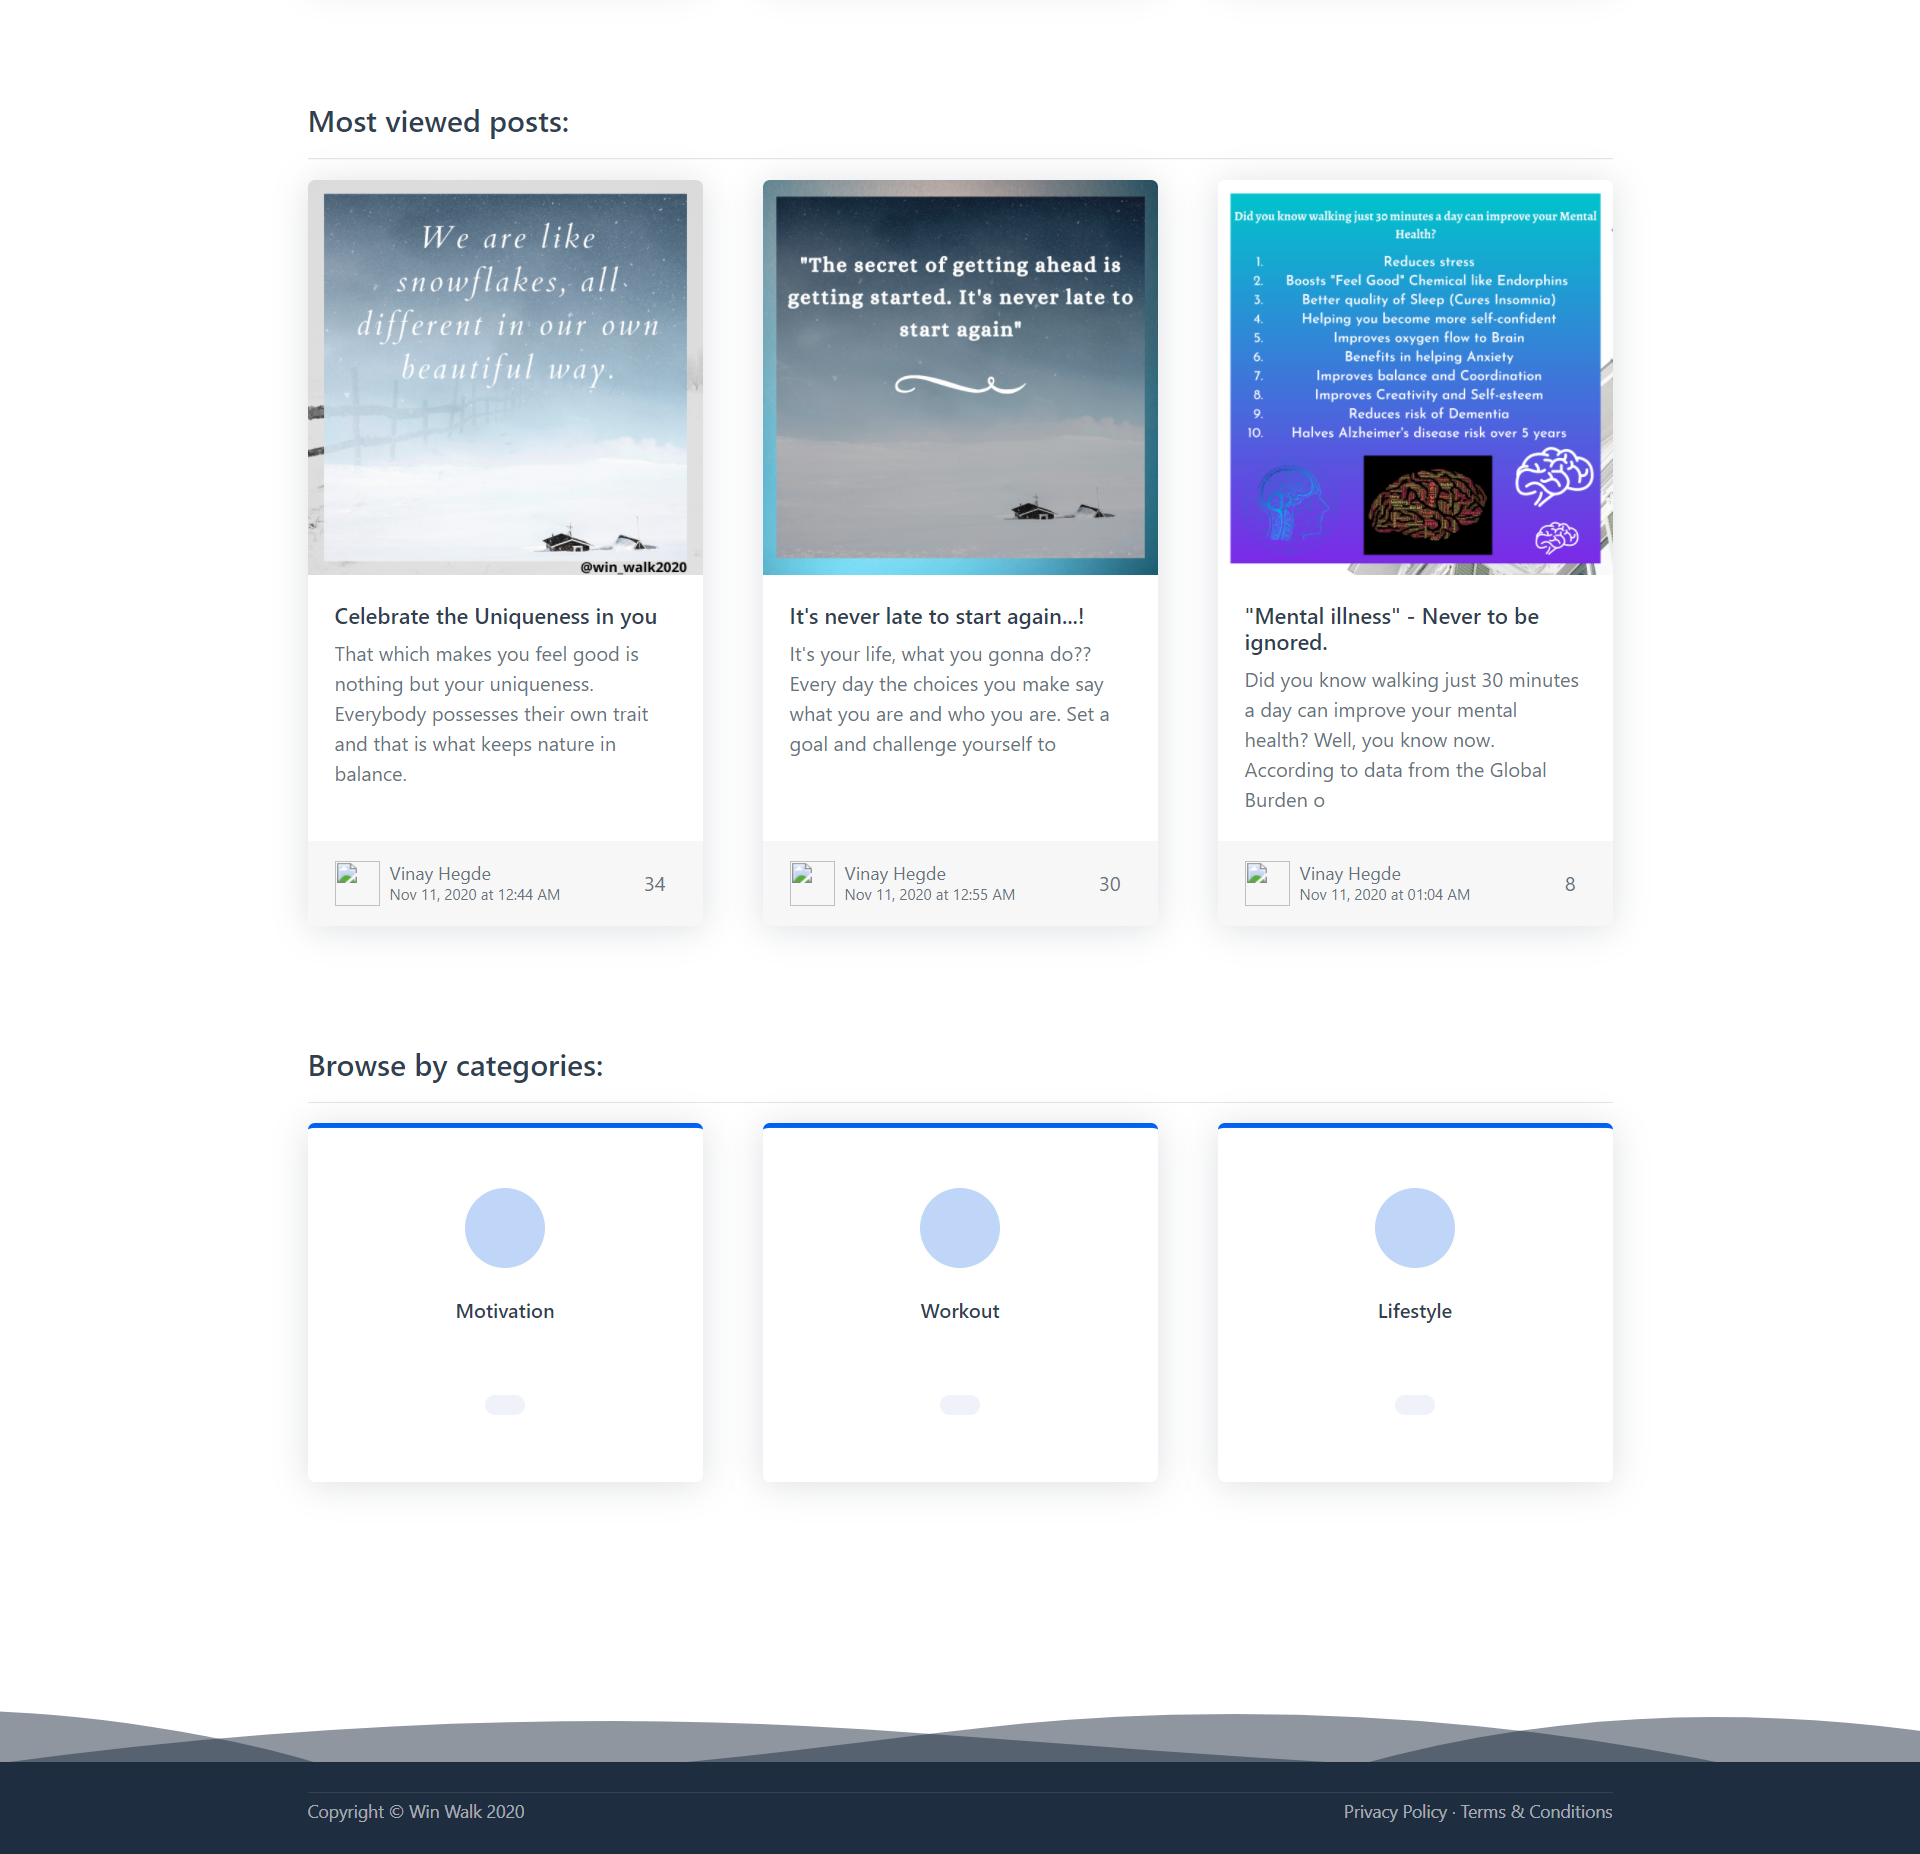 Most viewed posts:
We are like
snowflakes, all
different in our own
beautiful way.
@win_walk2020
Celebrate the Uniqueness in you
That which makes you feel good is
nothing but your uniqueness.
Everybody possesses their own trait
and that is what keeps nature in
balance.
Vinay Hegde
Nov 11, 2020 at 12:44 AM
34
"The secret of getting ahead is
getting started. It's never late to
start again"
It's never late to start again...!
It's your life, what you gonna do??
Every day the choices you make say
what you are and who you are. Set a
goal and challenge yourself to
Vinay Hegde
Nov 11, 2020 at 12:55 AM
30
Did you know walking just 30 minutes a day can improve your Mental
Health?
1. Reduces stress
2. Boosts "Feel Good" Chemical like Endorphins
3. Better quality of Sleep (Cures Insomnia)
4. Helping you become more self-confident
5. Improves oxygen flow to Brain
6. Benefits in helping Anxiety
7. Improves balance and Coordination
8. Improves Creativity and Self-esteem
9. Reduces risk of Dementia
10. Halves Alzheimer's disease risk over 5 years
"Mental illness" - Never to be
ignored.
Did you know walking just 30 minutes
a day can improve your mental
health? Well, you know now.
According to data from the Global
Burden o
Vinay Hegde
Nov 11, 2020 at 01:04 AM
8
Browse by categories:
Motivation
Workout
Lifestyle
Copyright © Win Walk 2020
Privacy Policy · Terms & Conditions